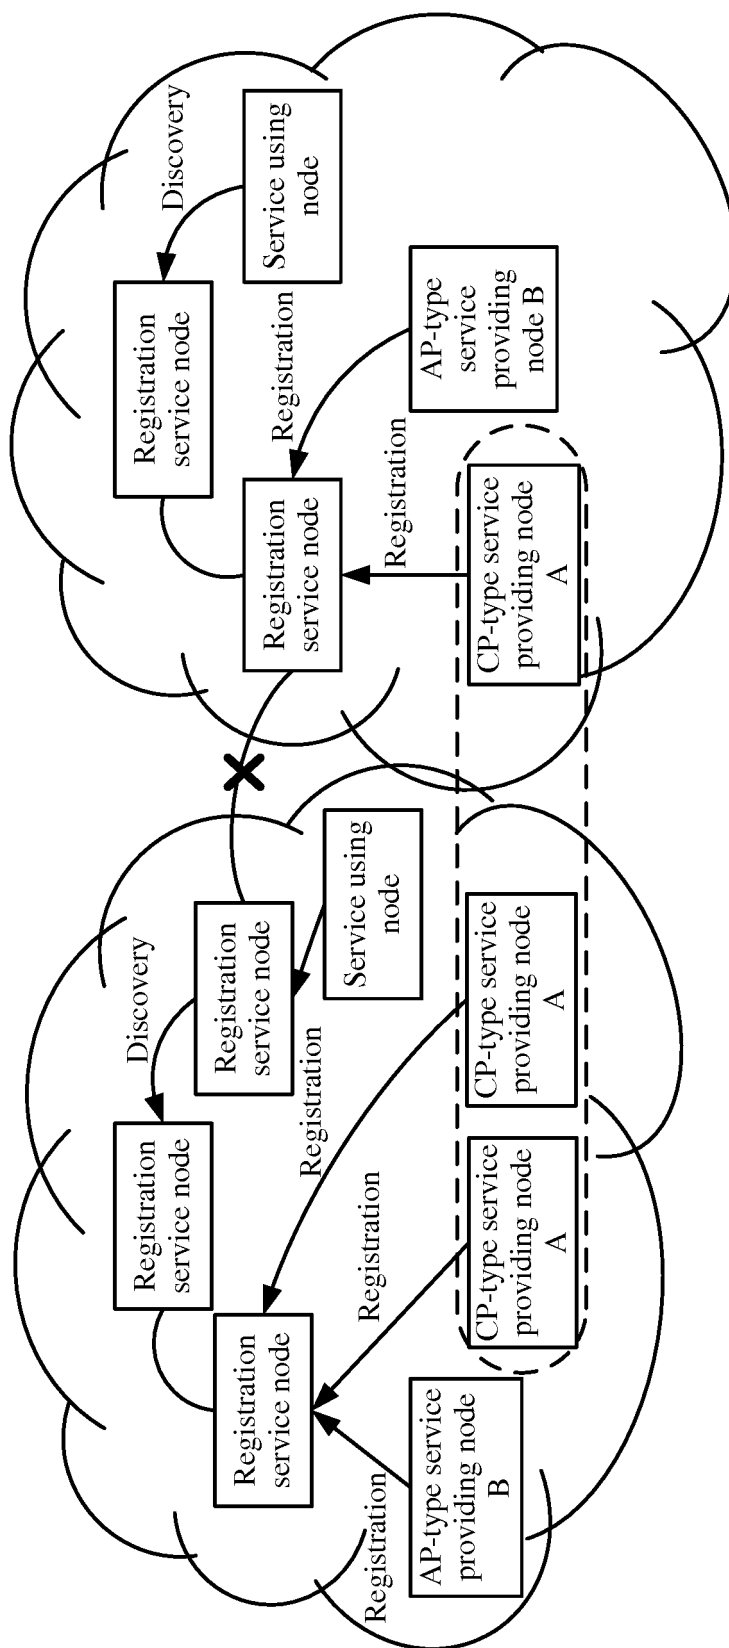 Discovery
Registration
service node
Registration
service node
Registration
service node
Registration
Service using
node
Registration
Registration
AP-type service
providing node
B
CP-type service
providing node
A
CP-type service
providing node
A
Discovery
Registration
service node
Service using
node
Registration
Registration
service node
Registration
AP-type
service
providing
node B
CP-type service
providing node
A